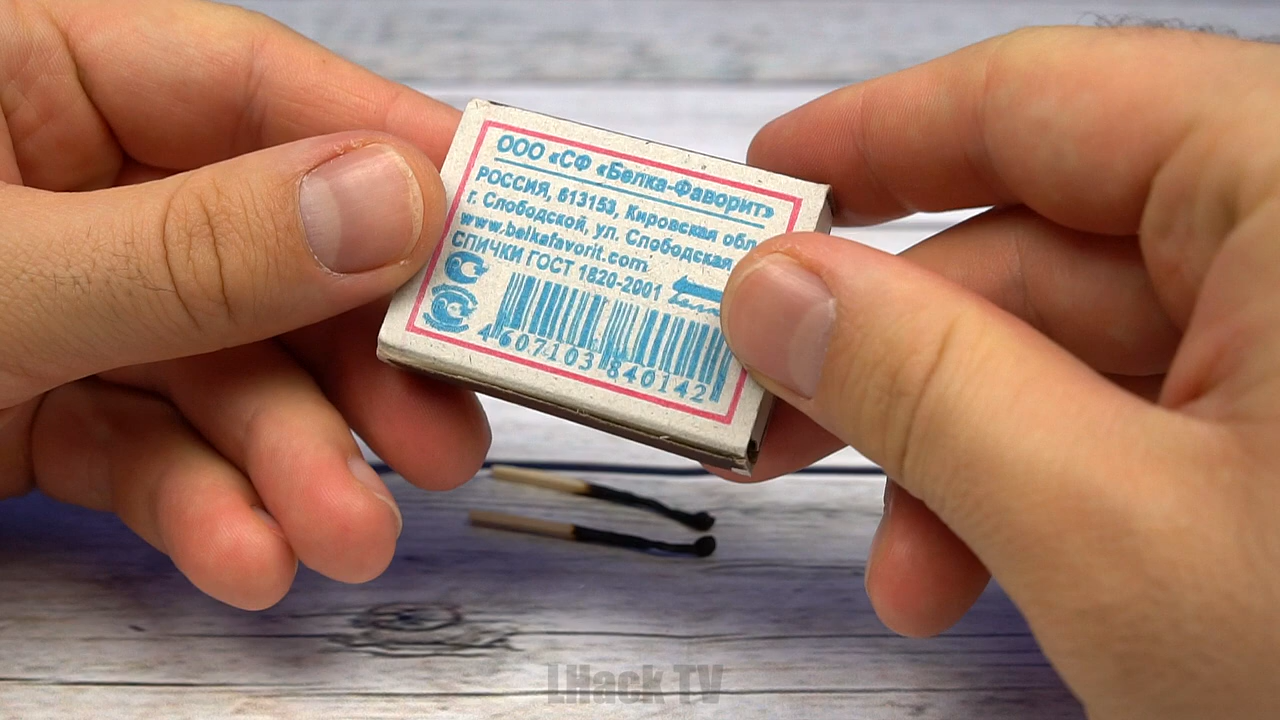 ООО «СФ «Белка-Фаворит»
РОССИЯ, 613153, Кировская обл
г. Слободской, ул. Слободская
www.belkafavorit.com
СПИЧКИ ГОСТ 1820-2001
4 607103 840142
LHack TV